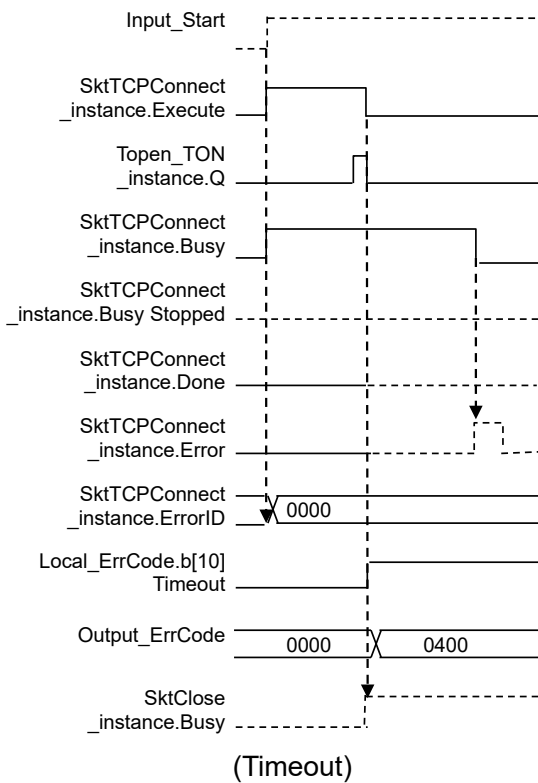 Input_Start
SktTCPConnect
_instance.Execute
Topen_TON
_instance.Q
SktTCPConnect
_instance.Busy
SktTCPConnect
_instance.Busy Stopped
SktTCPConnect
_instance.Done
SktTCPConnect
_instance.Error
SktTCPConnect
_instance.ErrorID
0000
Local_ErrCode.b[10]
Timeout
Output_ErrCode
0000 0400
SktClose
_instance.Busy
(Timeout)